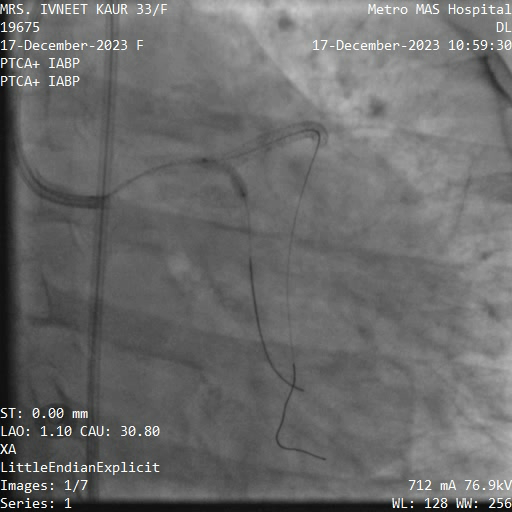 MRS. IVNEET KAUR 33/F
Metro MAS Hospital
19675
DL
17-December-2023 F
17-December-2023 10:59:30
PTCA+ IABP
PTCA+ IABP
ST: 0.00 mm
LAO: 1.10 CAU: 30.80
XA
LittleEndianExplicit
Images: 1/7
712 mA 76.9kV
Series: 1
WL: 128 WW: 256